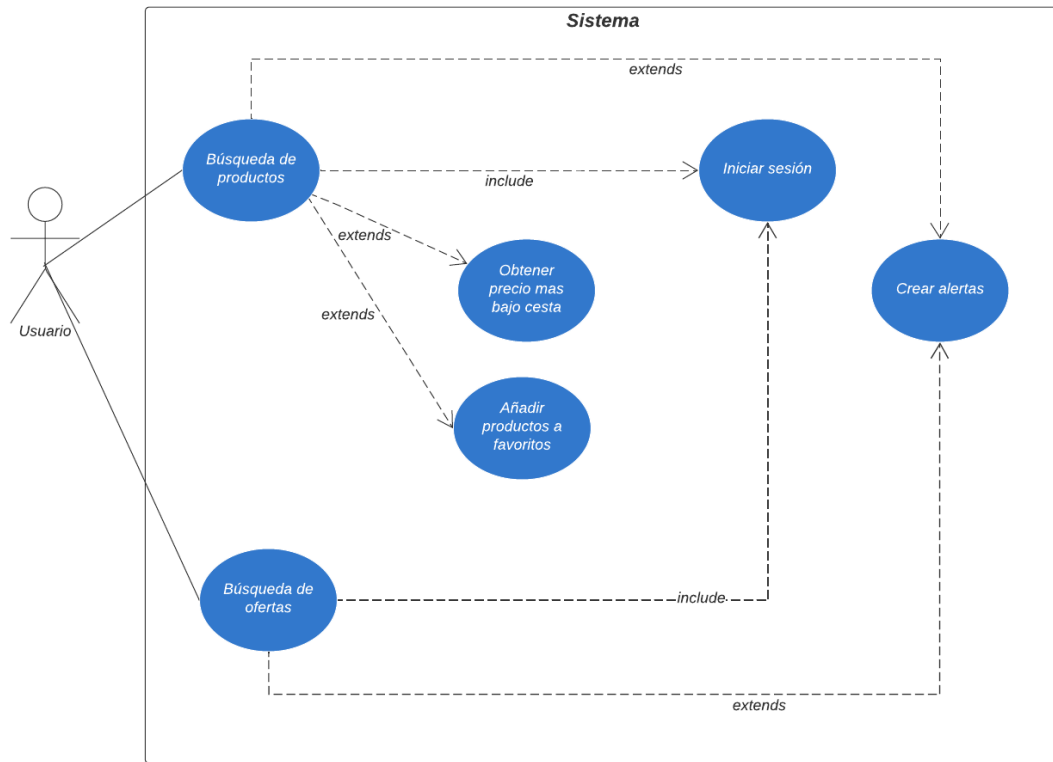 Sistema
extends
Búsqueda de
productos
include
Iniciar sesión
extends
Obtener
precio mas
bajo cesta
Crear alertas
extends
Usuario
Añadir
productos a
favoritos
Búsqueda de
ofertas
include
extends